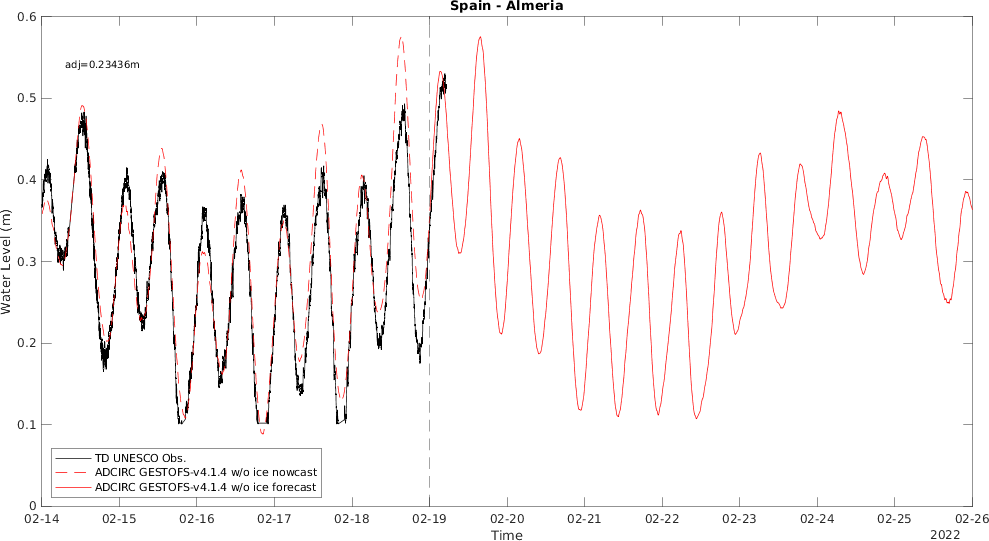 Spain - Almeria
adj=0.23436m
0.6
0.5
0.4
0.3
0.2
0.1
0
Water Level (m)
TD UNESCO Obs.
ADCIRC GESTOFS-v4.1.4 w/o ice nowcast
ADCIRC GESTOFS-v4.1.4 w/o ice forecast
02-14 02-15 02-16 02-17 02-18 02-19 02-20 02-21 02-22 02-23 02-24 02-25 02-26
Time
2022